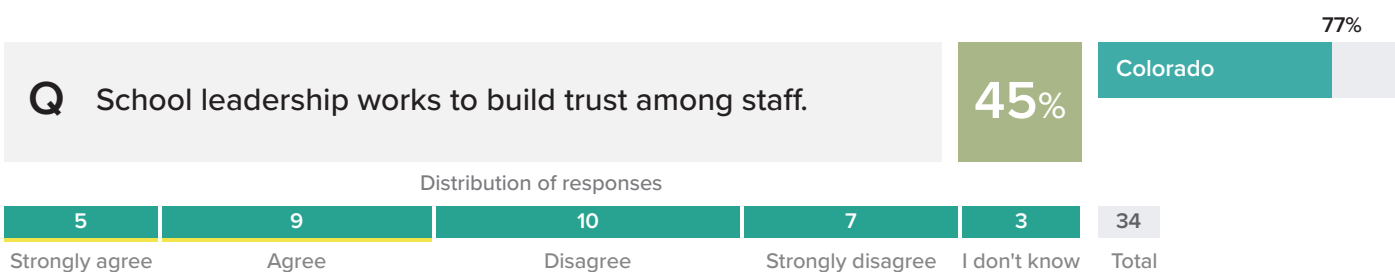 77%
Q School leadership works to build trust among staff.
45%
Colorado
Distribution of responses
5 9 10 7 3 34
Strongly agree Agree Disagree Strongly disagree I don't know Total